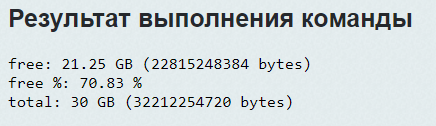 Результат выполнения команды
free: 21.25 GB (22815248384 bytes)
free %: 70.83 %
total: 30 GB (32212254720 bytes)